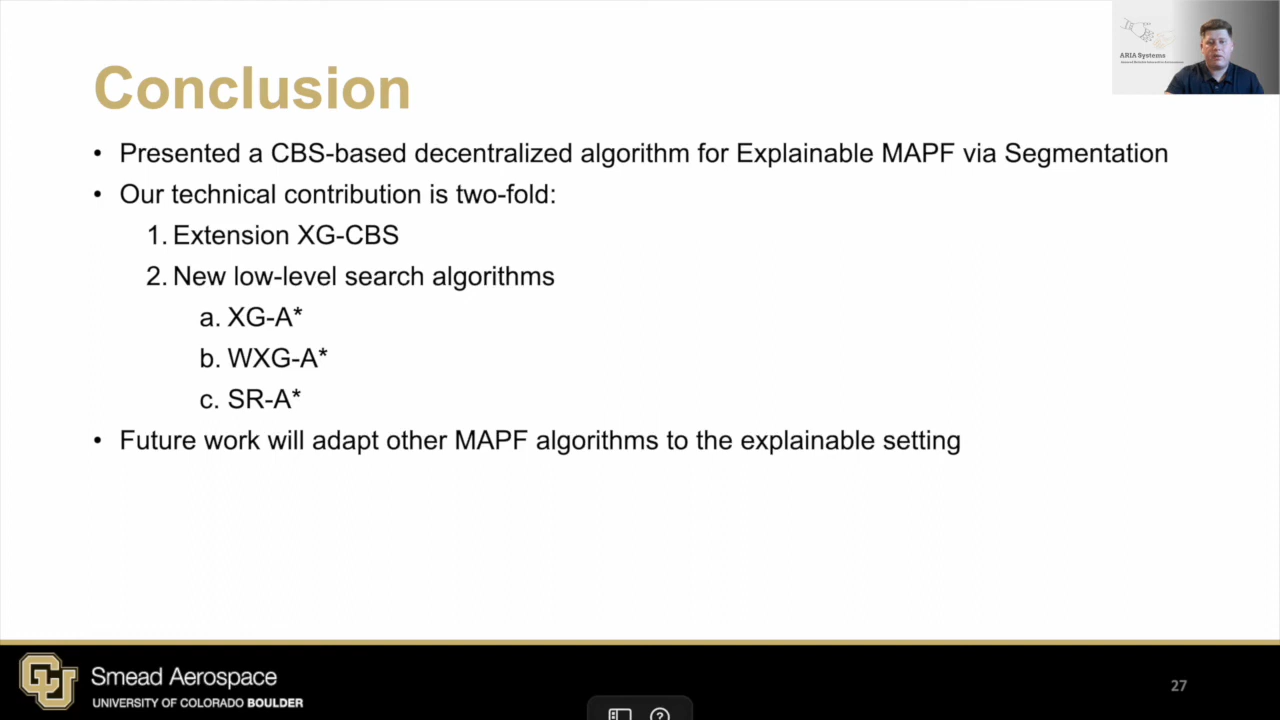 ARIA Systems
Conclusion
• Presented a CBS-based decentralized algorithm for Explainable MAPF via Segmentation
• Our technical contribution is two-fold:
1. Extension XG-CBS
2. New low-level search algorithms
a. XG-A*
b. WXG-A*
c. SR-A*
• Future work will adapt other MAPF algorithms to the explainable setting
CU
Smead Aerospace
UNIVERSITY OF COLORADO BOULDER
27